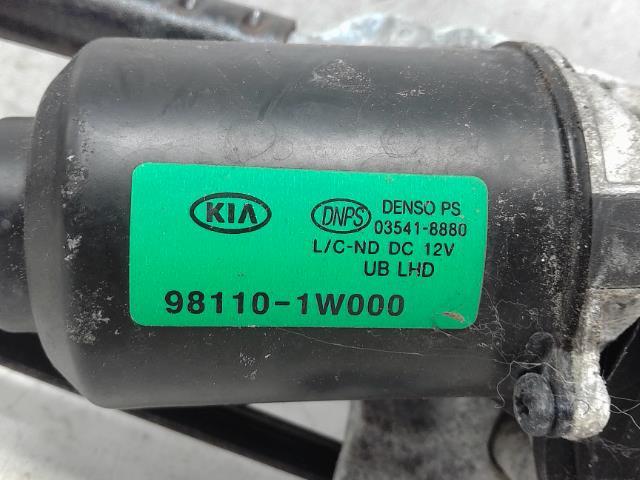 KIA
DNPS DENSO PS
03541-8880
L/C-ND DC 12V
UB LHD
98110-1W000